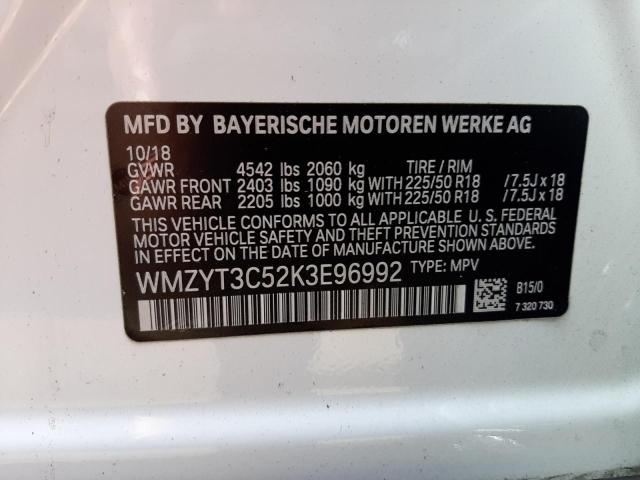 MFD BY BAYERISCHE MOTOREN WERKE AG
10/18
GVWR 4542 lbs 2060 kg TIRE / RIM
GAWR FRONT 2403 lbs 1090 kg WITH 225/50 R18 / 7.5J x 18
GAWR REAR 2205 lbs 1000 kg WITH 225/50 R18 / 7.5J x 18
THIS VEHICLE CONFORMS TO ALL APPLICABLE U. S. FEDERAL
MOTOR VEHICLE SAFETY AND THEFT PREVENTION STANDARDS
IN EFFECT ON THE DATE OF MANUFACTURE SHOWN ABOVE.
WMZYT3C52K3E96992 TYPE: MPV
B15/0
7 320 730